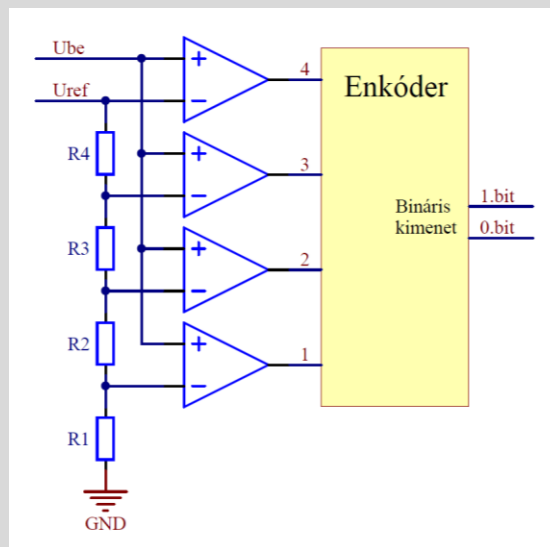 Ube
Uref
R4
R3
R2
R1
GND
+
−
+
−
+
−
+
−
4
3
2
1
Enkóder
Bináris
kimenet
1.bit
0.bit